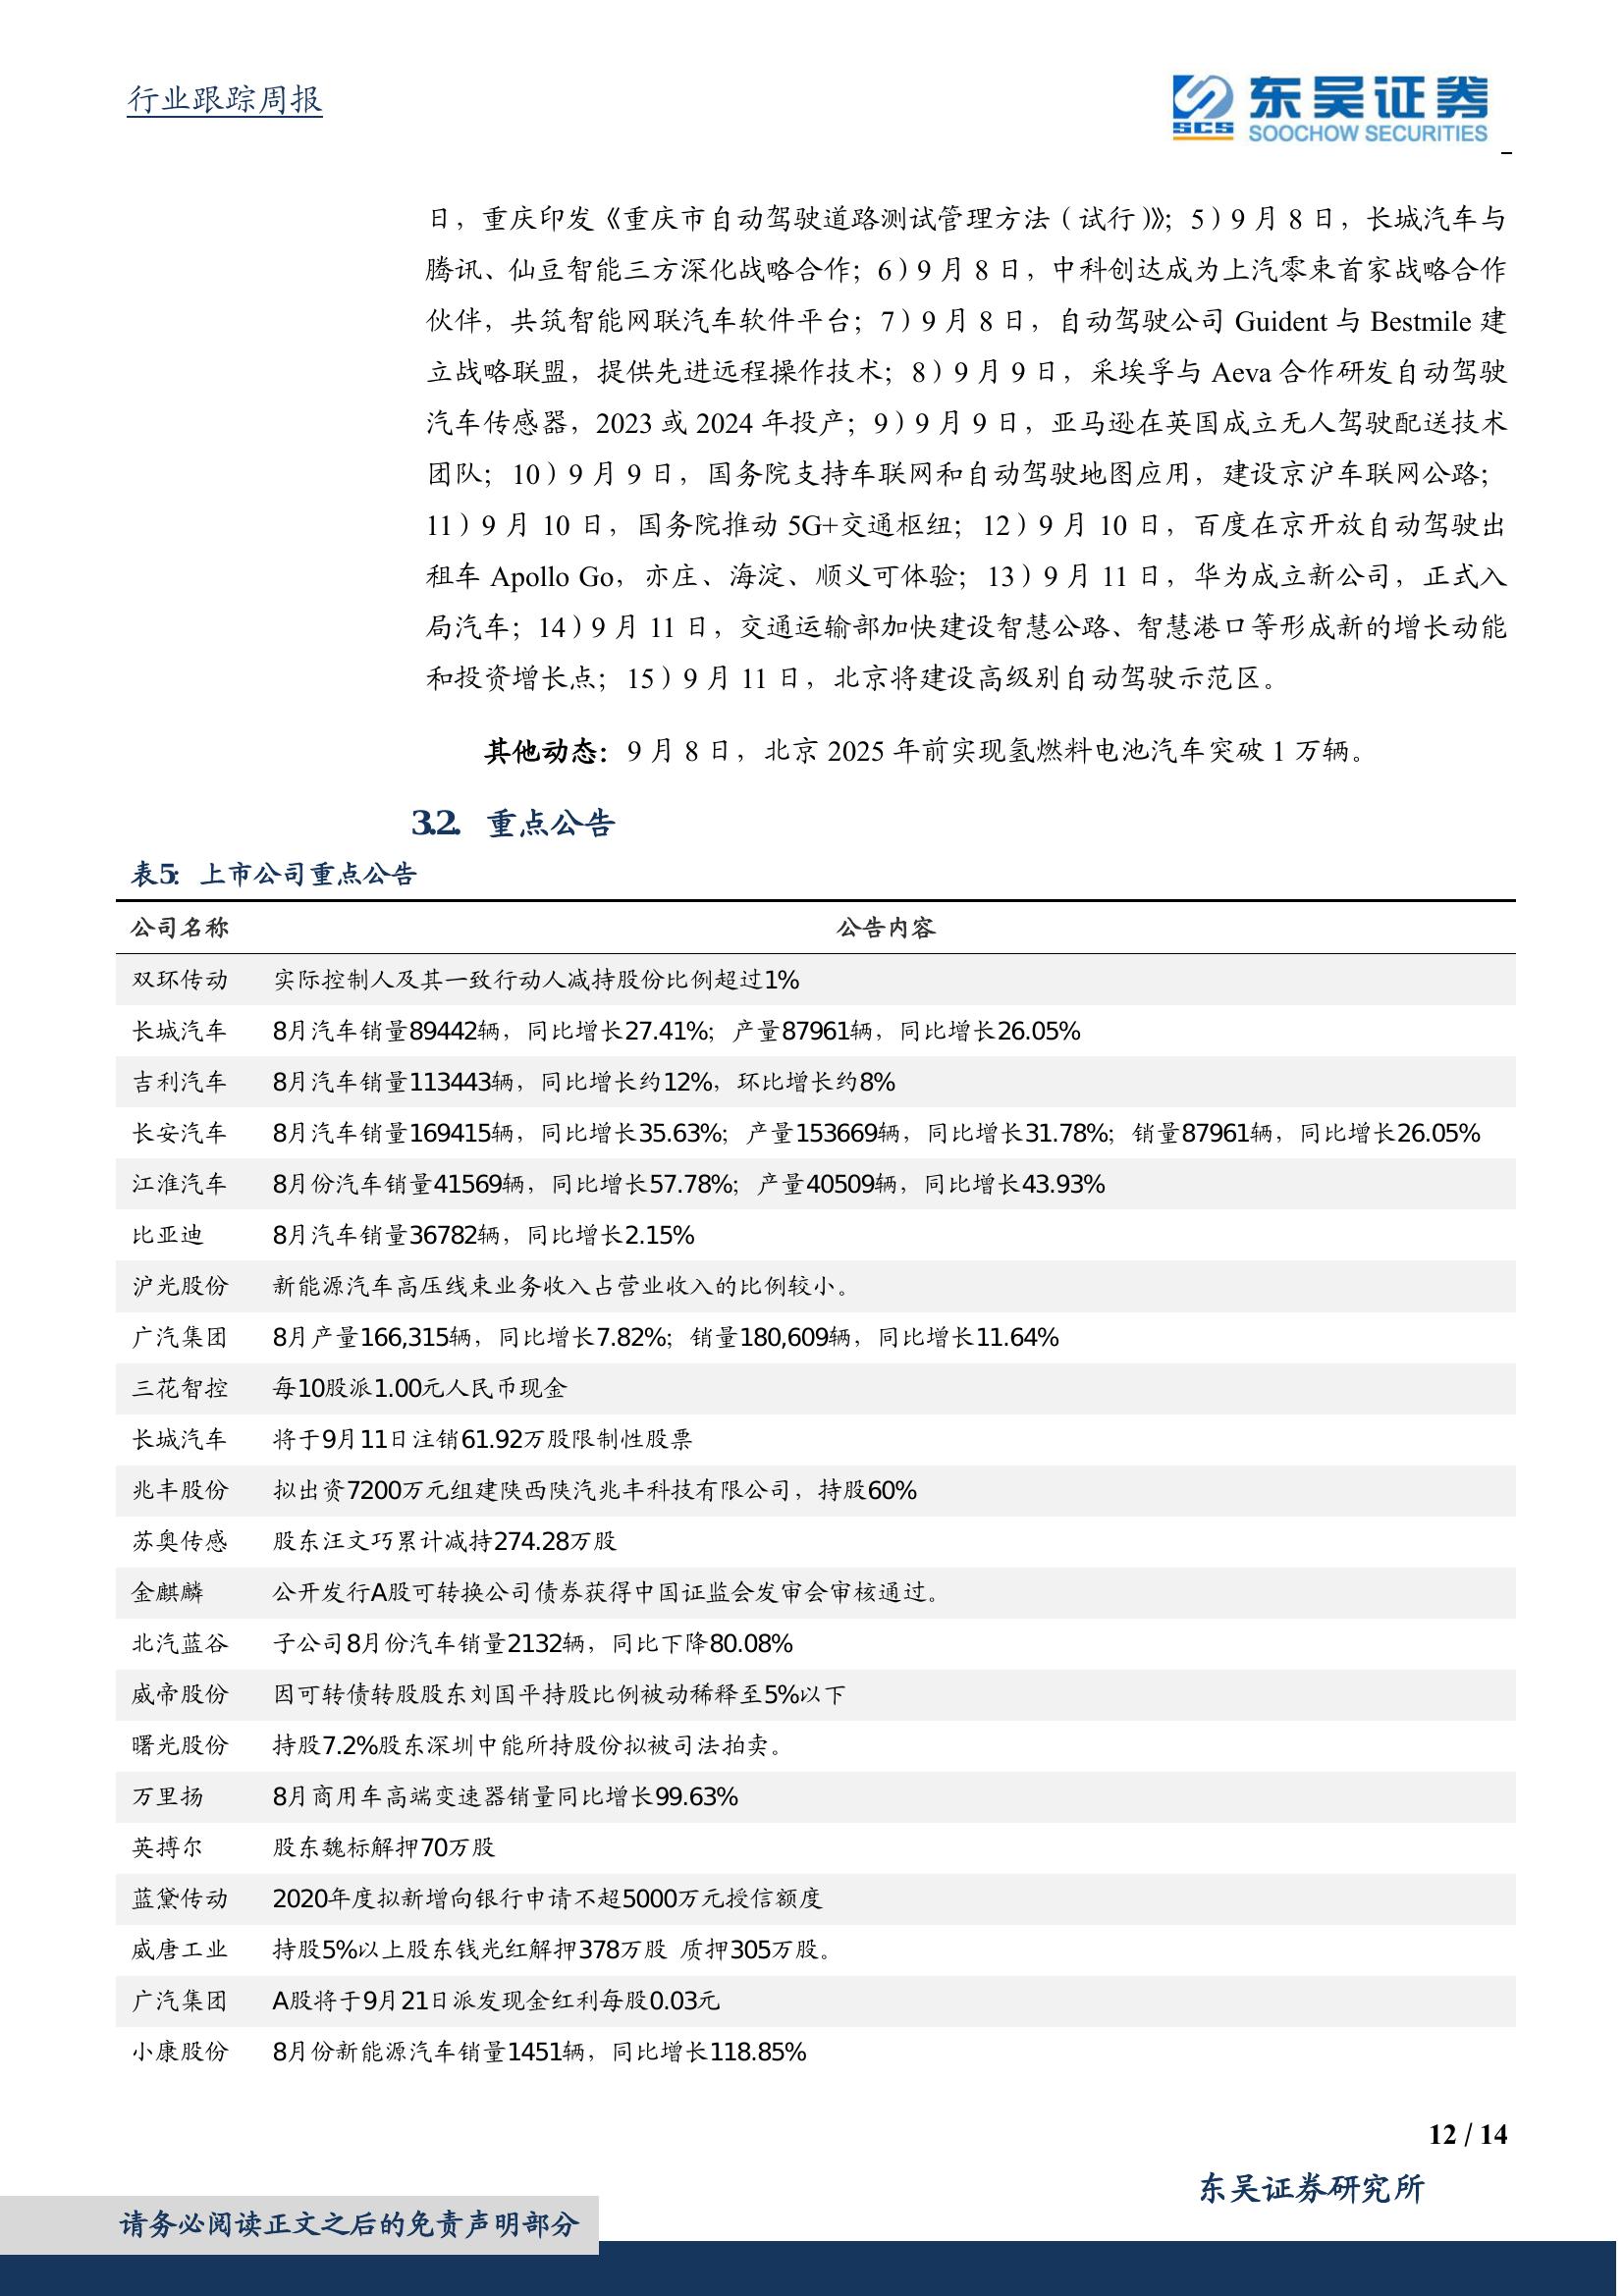 行业跟踪周报
东吴证券
SCS
SOOCHOW SECURITIES
日，重庆印发《重庆市自动驾驶道路测试管理方法（试行）》；5）9 月 8 日，长城汽车与
腾讯、仙豆智能三方深化战略合作；6）9 月 8 日，中科创达成为上汽零束首家战略合作
伙伴，共筑智能网联汽车软件平台；7）9 月 8 日，自动驾驶公司 Guident 与 Bestmile 建
立战略联盟，提供先进远程操作技术；8）9 月 9 日，采埃孚与 Aeva 合作研发自动驾驶
汽车传感器，2023 或 2024 年投产；9）9 月 9 日，亚马逊在英国成立无人驾驶配送技术
团队；10）9 月 9 日，国务院支持车联网和自动驾驶地图应用，建设京沪车联网公路；
11）9 月 10 日，国务院推动 5G+交通枢纽；12）9 月 10 日，百度在京开放自动驾驶出
租车 Apollo Go，亦庄、海淀、顺义可体验；13）9 月 11 日，华为成立新公司，正式入
局汽车；14）9 月 11 日，交通运输部加快建设智慧公路、智慧港口等形成新的增长动能
和投资增长点；15）9 月 11 日，北京将建设高级别自动驾驶示范区。
其他动态：9 月 8 日，北京 2025 年前实现氢燃料电池汽车突破 1 万辆。
3.2. 重点公告
表5：上市公司重点公告
公司名称 公告内容
双环传动 实际控制人及其一致行动人减持股份比例超过1%
长城汽车 8月汽车销量89442辆，同比增长27.41%；产量87961辆，同比增长26.05%
吉利汽车 8月汽车销量113443辆，同比增长约12%，环比增长约8%
长安汽车 8月汽车销量169415辆，同比增长35.63%；产量153669辆，同比增长31.78%；销量87961辆，同比增长26.05%
江淮汽车 8月份汽车销量41569辆，同比增长57.78%；产量40509辆，同比增长43.93%
比亚迪 8月汽车销量36782辆，同比增长2.15%
沪光股份 新能源汽车高压线束业务收入占营业收入的比例较小。
广汽集团 8月产量166,315辆，同比增长7.82%；销量180,609辆，同比增长11.64%
三花智控 每10股派1.00元人民币现金
长城汽车 将于9月11日注销61.92万股限制性股票
兆丰股份 拟出资7200万元组建陕西陕汽兆丰科技有限公司，持股60%
苏奥传感 股东汪文巧累计减持274.28万股
金麒麟 公开发行A股可转换公司债券获得中国证监会发审会审核通过。
北汽蓝谷 子公司8月份汽车销量2132辆，同比下降80.08%
威帝股份 因可转债转股股东刘国平持股比例被动稀释至5%以下
曙光股份 持股7.2%股东深圳中能所持股份拟被司法拍卖。
万里扬 8月商用车高端变速器销量同比增长99.63%
英搏尔 股东魏标解押70万股
蓝黛传动 2020年度拟新增向银行申请不超5000万元授信额度
威唐工业 持股5%以上股东钱光红解押378万股 质押305万股。
广汽集团 A股将于9月21日派发现金红利每股0.03元
小康股份 8月份新能源汽车销量1451辆，同比增长118.85%
12 / 14
东吴证券研究所
请务必阅读正文之后的免责声明部分